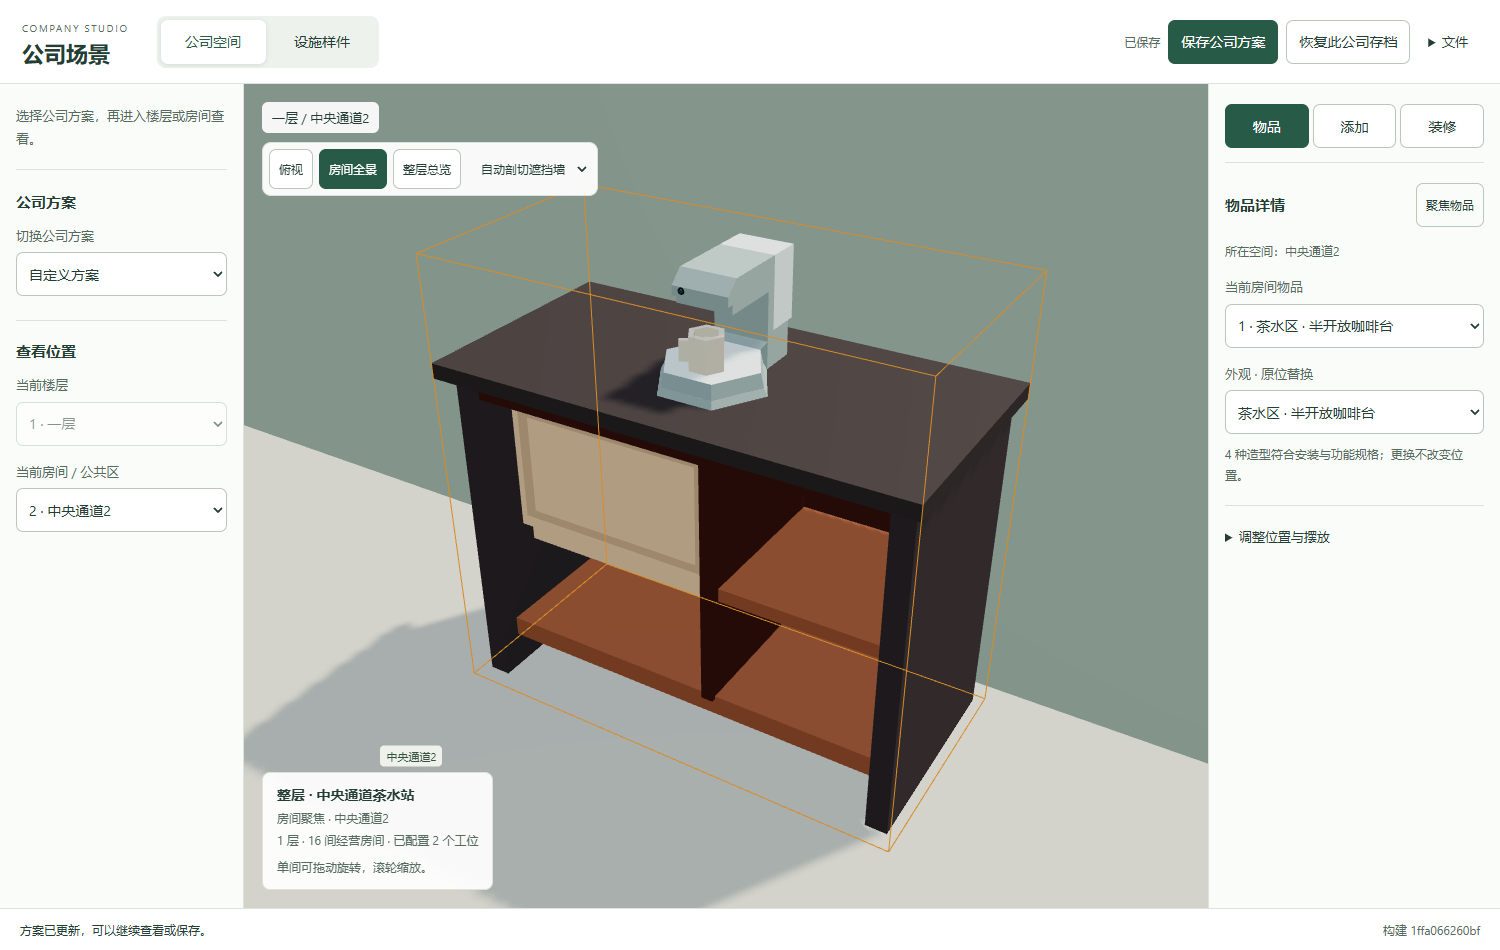 COMPANY STUDIO
公司场景
公司空间
设施样件
已保存
保存公司方案
恢复此公司存档
▶ 文件
选择公司方案，再进入楼层或房间查
看。
公司方案
切换公司方案
自定义方案
查看位置
当前楼层
1 · 一层
当前房间 / 公共区
2 · 中央通道2
一层 / 中央通道2
俯视
房间全景
整层总览
自动剖切遮挡墙
中央通道2
整层 · 中央通道茶水站
房间聚焦 · 中央通道2
1 层 · 16 间经营房间 · 已配置 2 个工位
单间可拖动旋转，滚轮缩放。
物品
添加
装修
物品详情
聚焦物品
所在空间：中央通道2
当前房间物品
1 · 茶水区 · 半开放咖啡台
外观 · 原位替换
茶水区 · 半开放咖啡台
4 种造型符合安装与功能规格；更换不改变位
置。
▶ 调整位置与摆放
方案已更新，可以继续查看或保存。
构建 1ffa066260bf